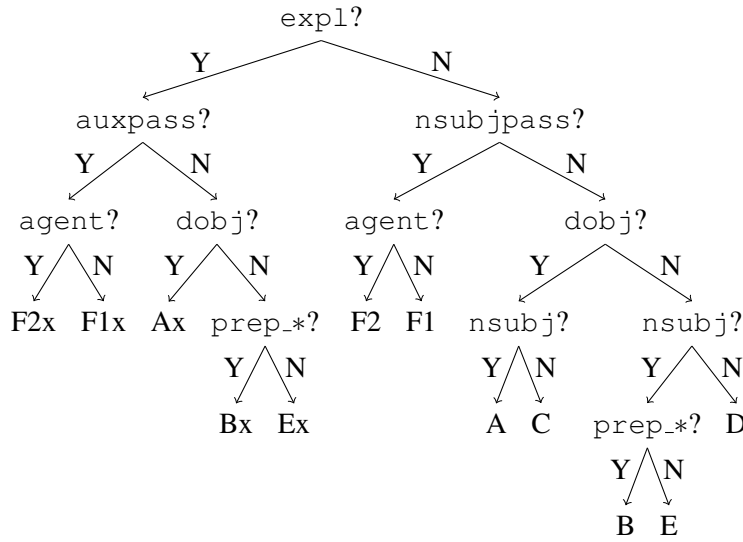 expl?
Y N
auxpass? nsubjpass?
Y N Y N
agent? dobj? agent? dobj?
Y N Y N Y N Y N
F2x F1x Ax prep_*? F2 F1 nsubj? nsubj?
Y N Y N Y N
Bx Ex A C prep_*? D
Y N
B E